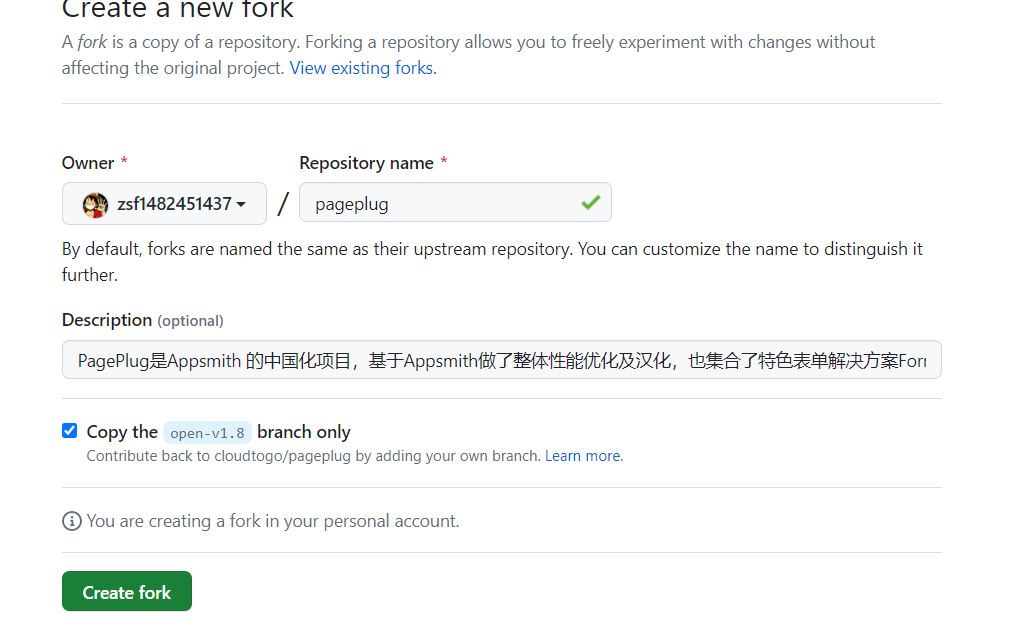 Create a new fork
A fork is a copy of a repository. Forking a repository allows you to freely experiment with changes without
affecting the original project. View existing forks.
Owner * Repository name *
zsf1482451437 / pageplug
By default, forks are named the same as their upstream repository. You can customize the name to distinguish it
further.
Description (optional)
PagePlug是Appsmith 的中国化项目，基于Appsmith做了整体性能优化及汉化，也集合了特色表单解决方案Forr
Copy the open-v1.8 branch only
Contribute back to cloudtogo/pageplug by adding your own branch. Learn more.
You are creating a fork in your personal account.
Create fork